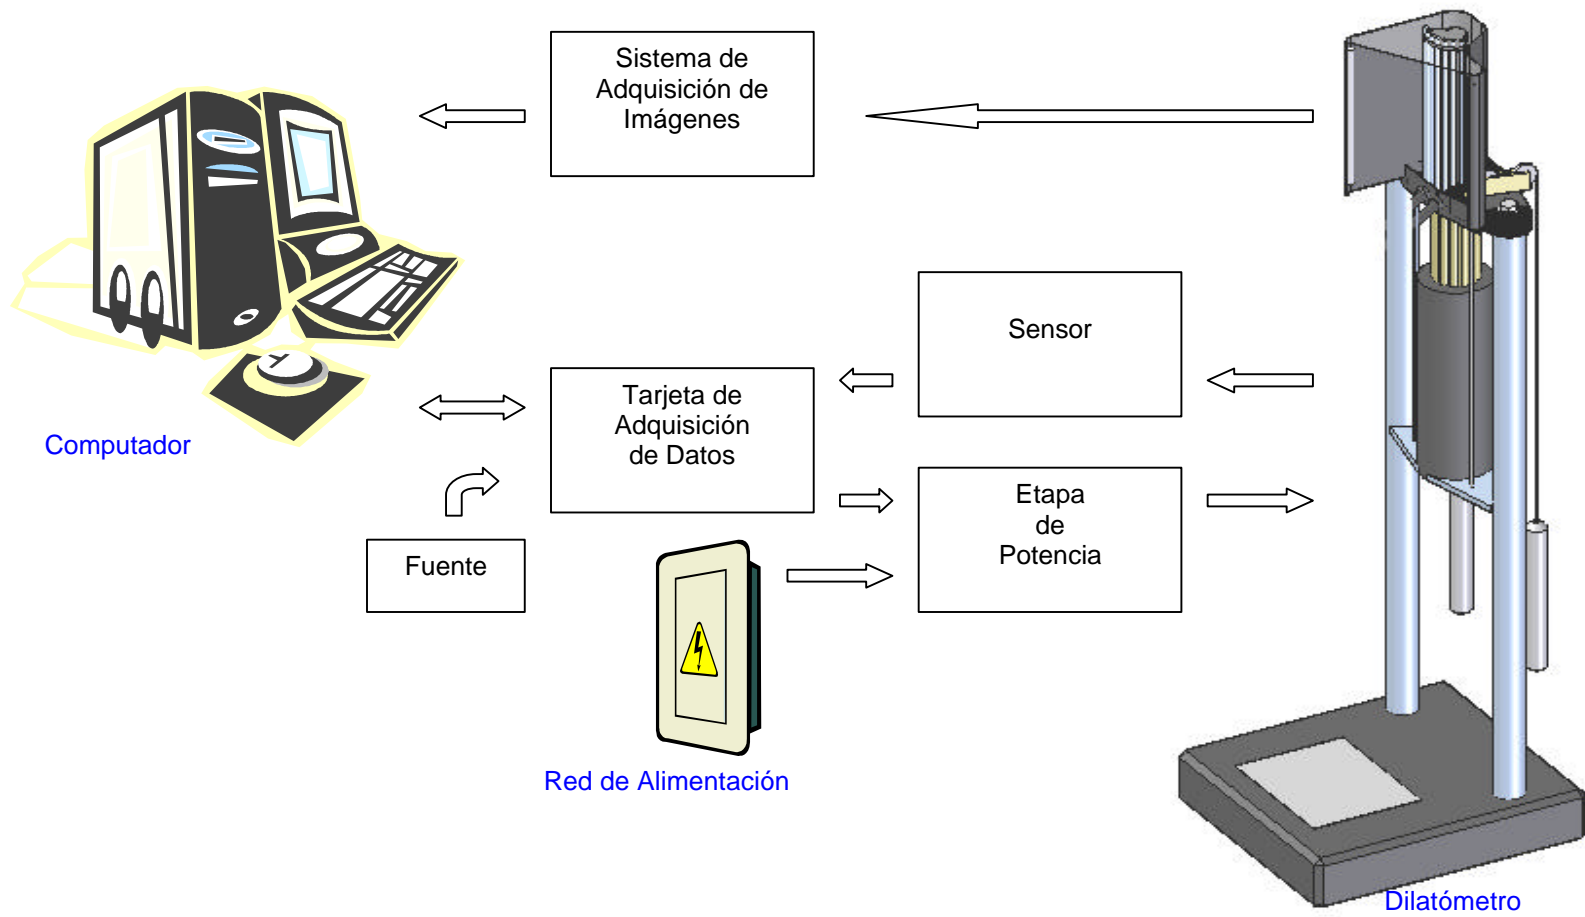 Sistema de
Adquisición de
Imágenes
Sensor
Tarjeta de
Adquisición
de Datos
Computador
Etapa
de
Potencia
Fuente
Red de Alimentación
Dilatómetro